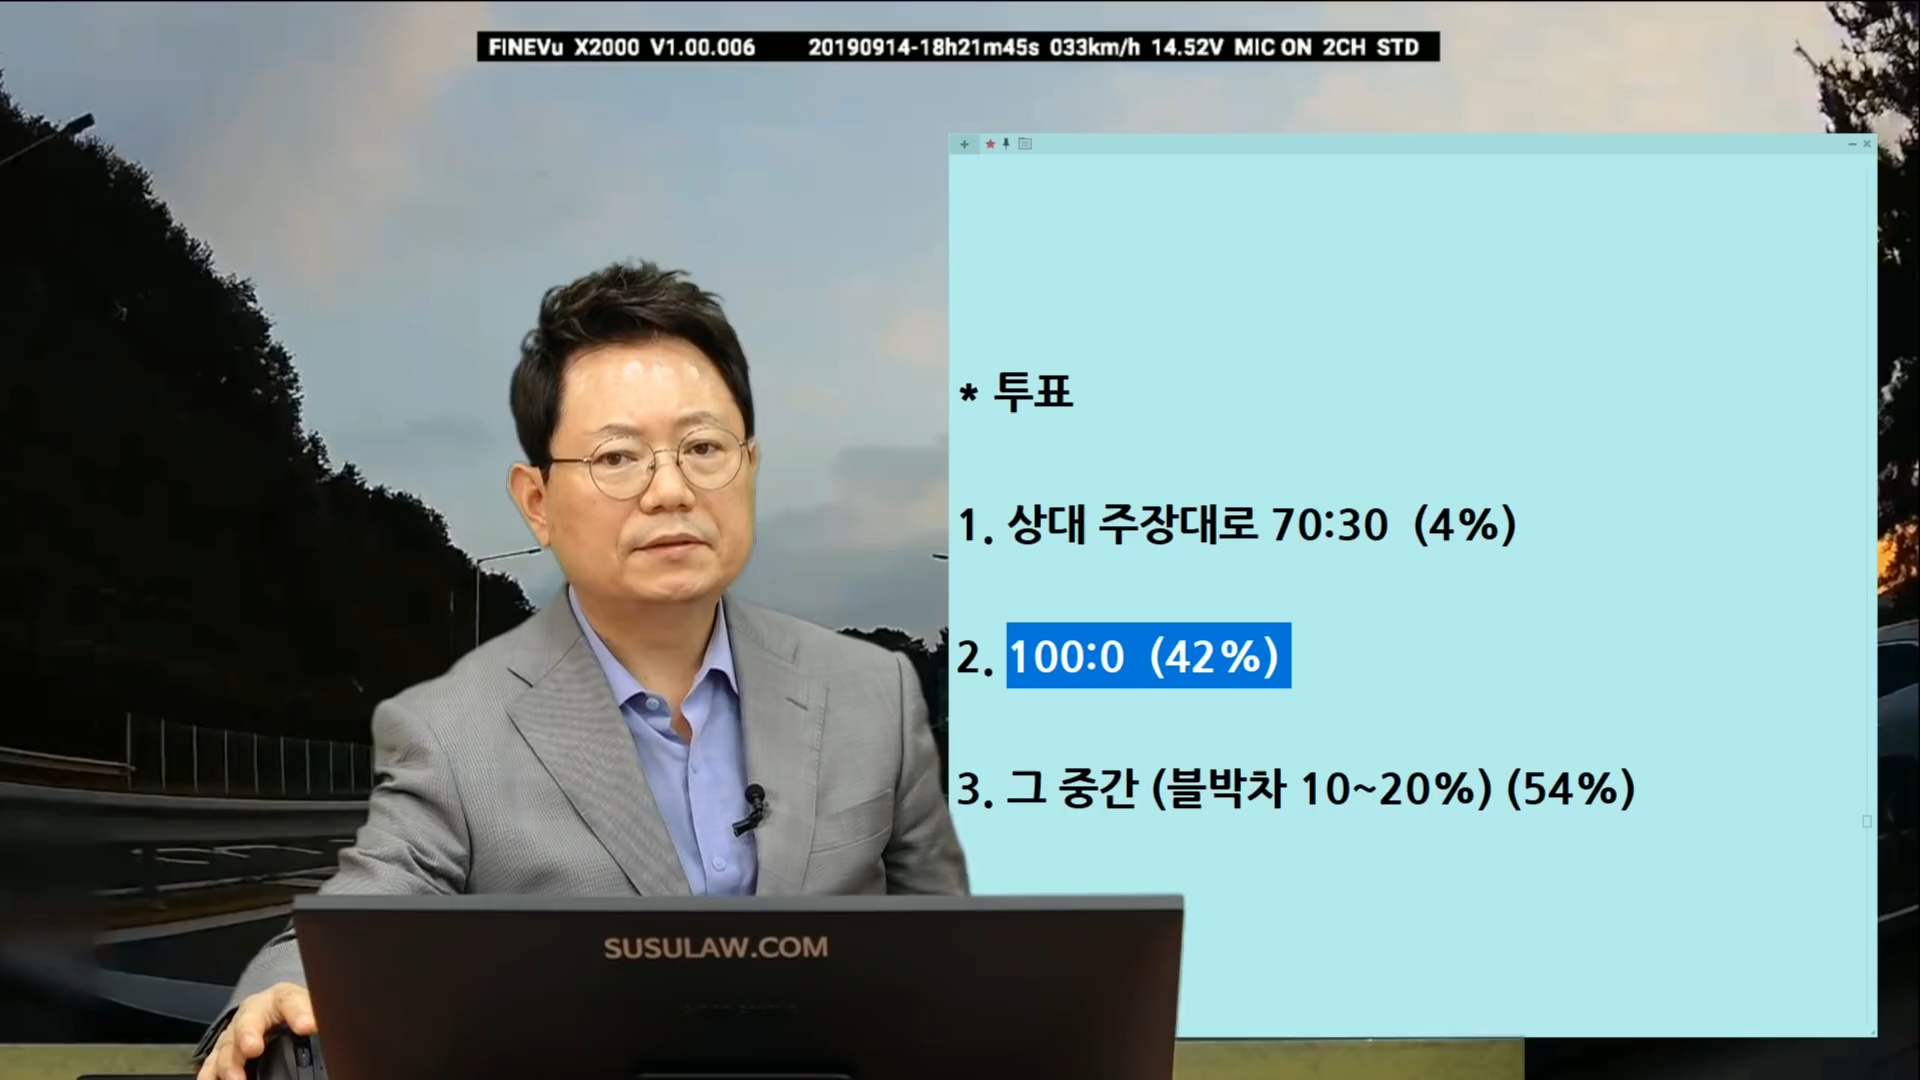 FINEVu X2000 V1.00.006 20190914-18h21m45s 033km/h 14.52V MIC ON 2CH STD
* 투표
1. 상대 주장대로 70:30 (4%)
2. 100:0 (42%)
3. 그 중간 (블박차 10~20%) (54%)
SUSULAW.COM